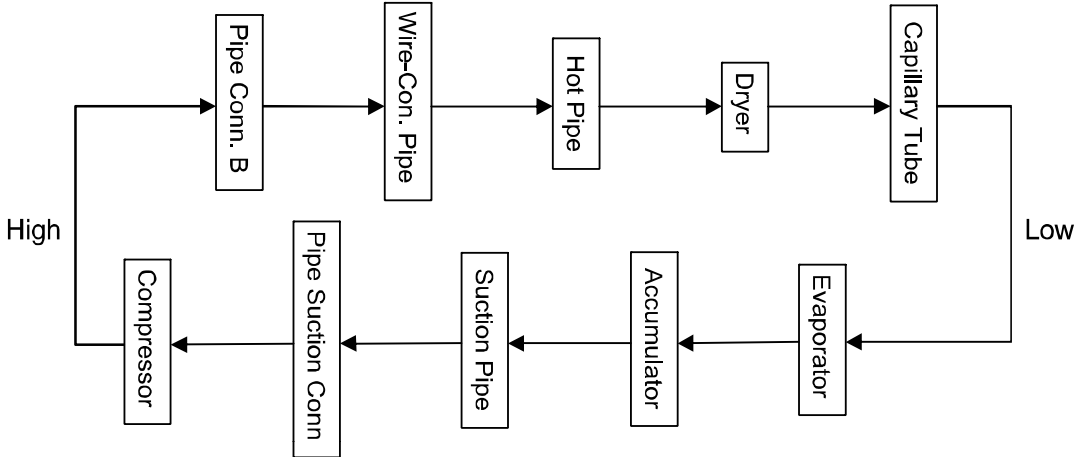 Pipe Conn. B
Wire-Con. Pipe
Hot Pipe
Dryer
Capillary Tube
High
Low
Compressor
Pipe Suction Conn
Suction Pipe
Accumulator
Evaporator